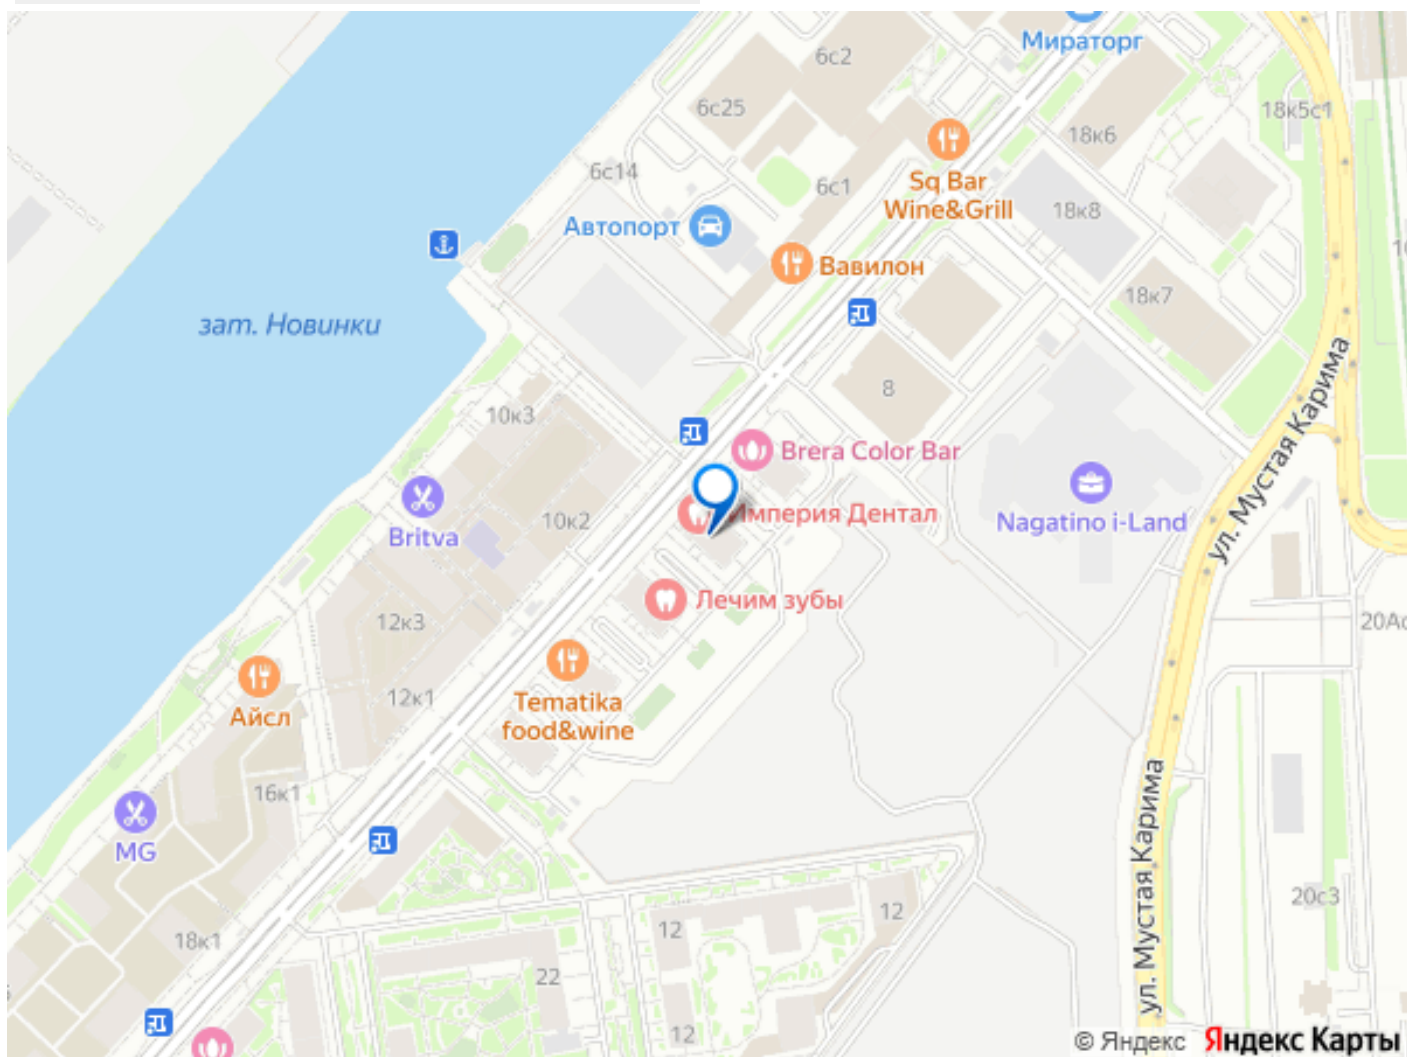 Мираторг
6с2
6с25
18к5с1
18к6
6с14
6с1
Sq Bar
Wine&Grill
18к8
Автопорт
Вавилон
18к7
зат. Новинки
8
10к3
ул. Мустая Карима
Brera Color Bar
Империя Дентал
Nagatino i-Land
10к2
Britva
Лечим зубы
12к3
Tematika
food&wine
12к1
Айсл
16к1
MG
ул. Мустая Карима
20с3
12
12
18к1
22
12
© Яндекс Яндекс Карты